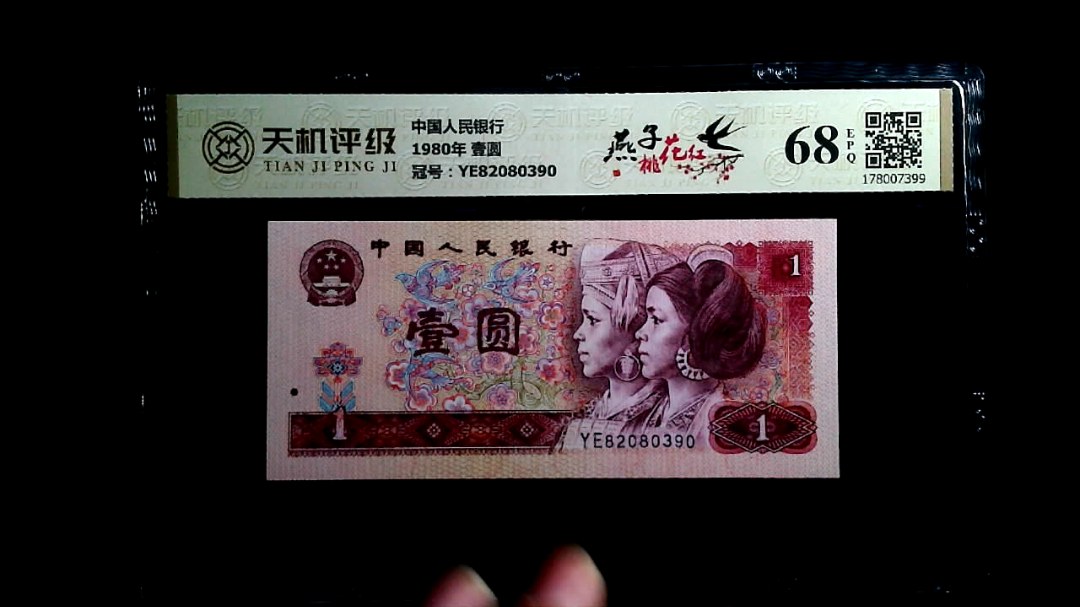 天机评级
TIAN JI PING JI
中国人民银行
1980年 壹圆
冠号：YE82080390
燕子
桃花红
68
EPQ
178007399
中国人民银行
1
壹圆
1
YE82080390
1